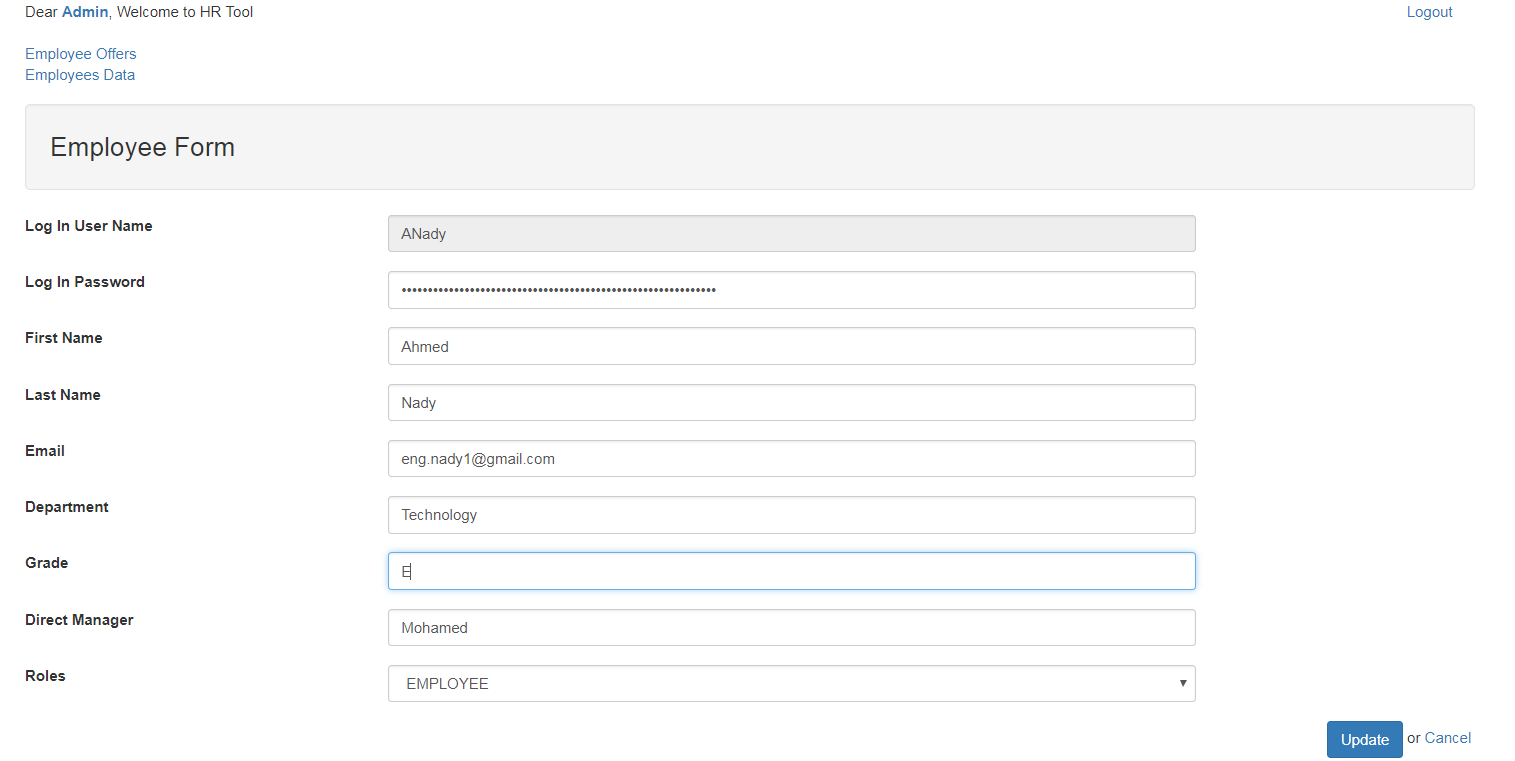 Dear Admin, Welcome to HR Tool Logout
Employee Offers
Employees Data
Employee Form
Log In User Name ANady
Log In Password ••••••••••••••••••••••••••••••••••••••••••••••••••••••••••••
First Name Ahmed
Last Name Nady
Email eng.nady1@gmail.com
Department Technology
Grade E
Direct Manager Mohamed
Roles EMPLOYEE
Update or Cancel